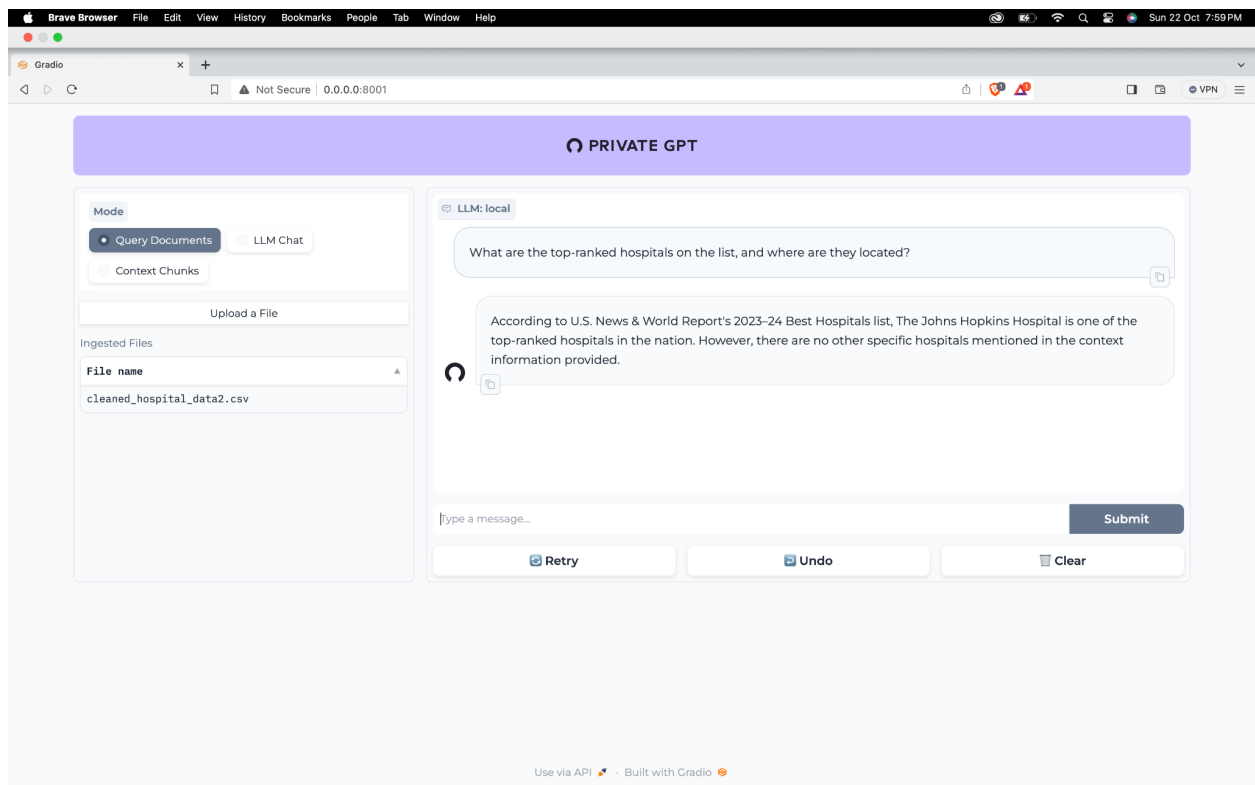 Brave Browser File Edit View History Bookmarks People Tab Window Help Sun 22 Oct 7:59 PM
Gradio
Not Secure 0.0.0.0:8001 1 1 VPN
PRIVATE GPT
Mode
Query Documents LLM Chat
Context Chunks
Upload a File
Ingested Files
File name
cleaned_hospital_data2.csv
LLM: local
What are the top-ranked hospitals on the list, and where are they located?
According to U.S. News & World Report's 2023–24 Best Hospitals list, The Johns Hopkins Hospital is one of the
top-ranked hospitals in the nation. However, there are no other specific hospitals mentioned in the context
information provided.
Type a message...
Submit
Retry Undo Clear
Use via API · Built with Gradio